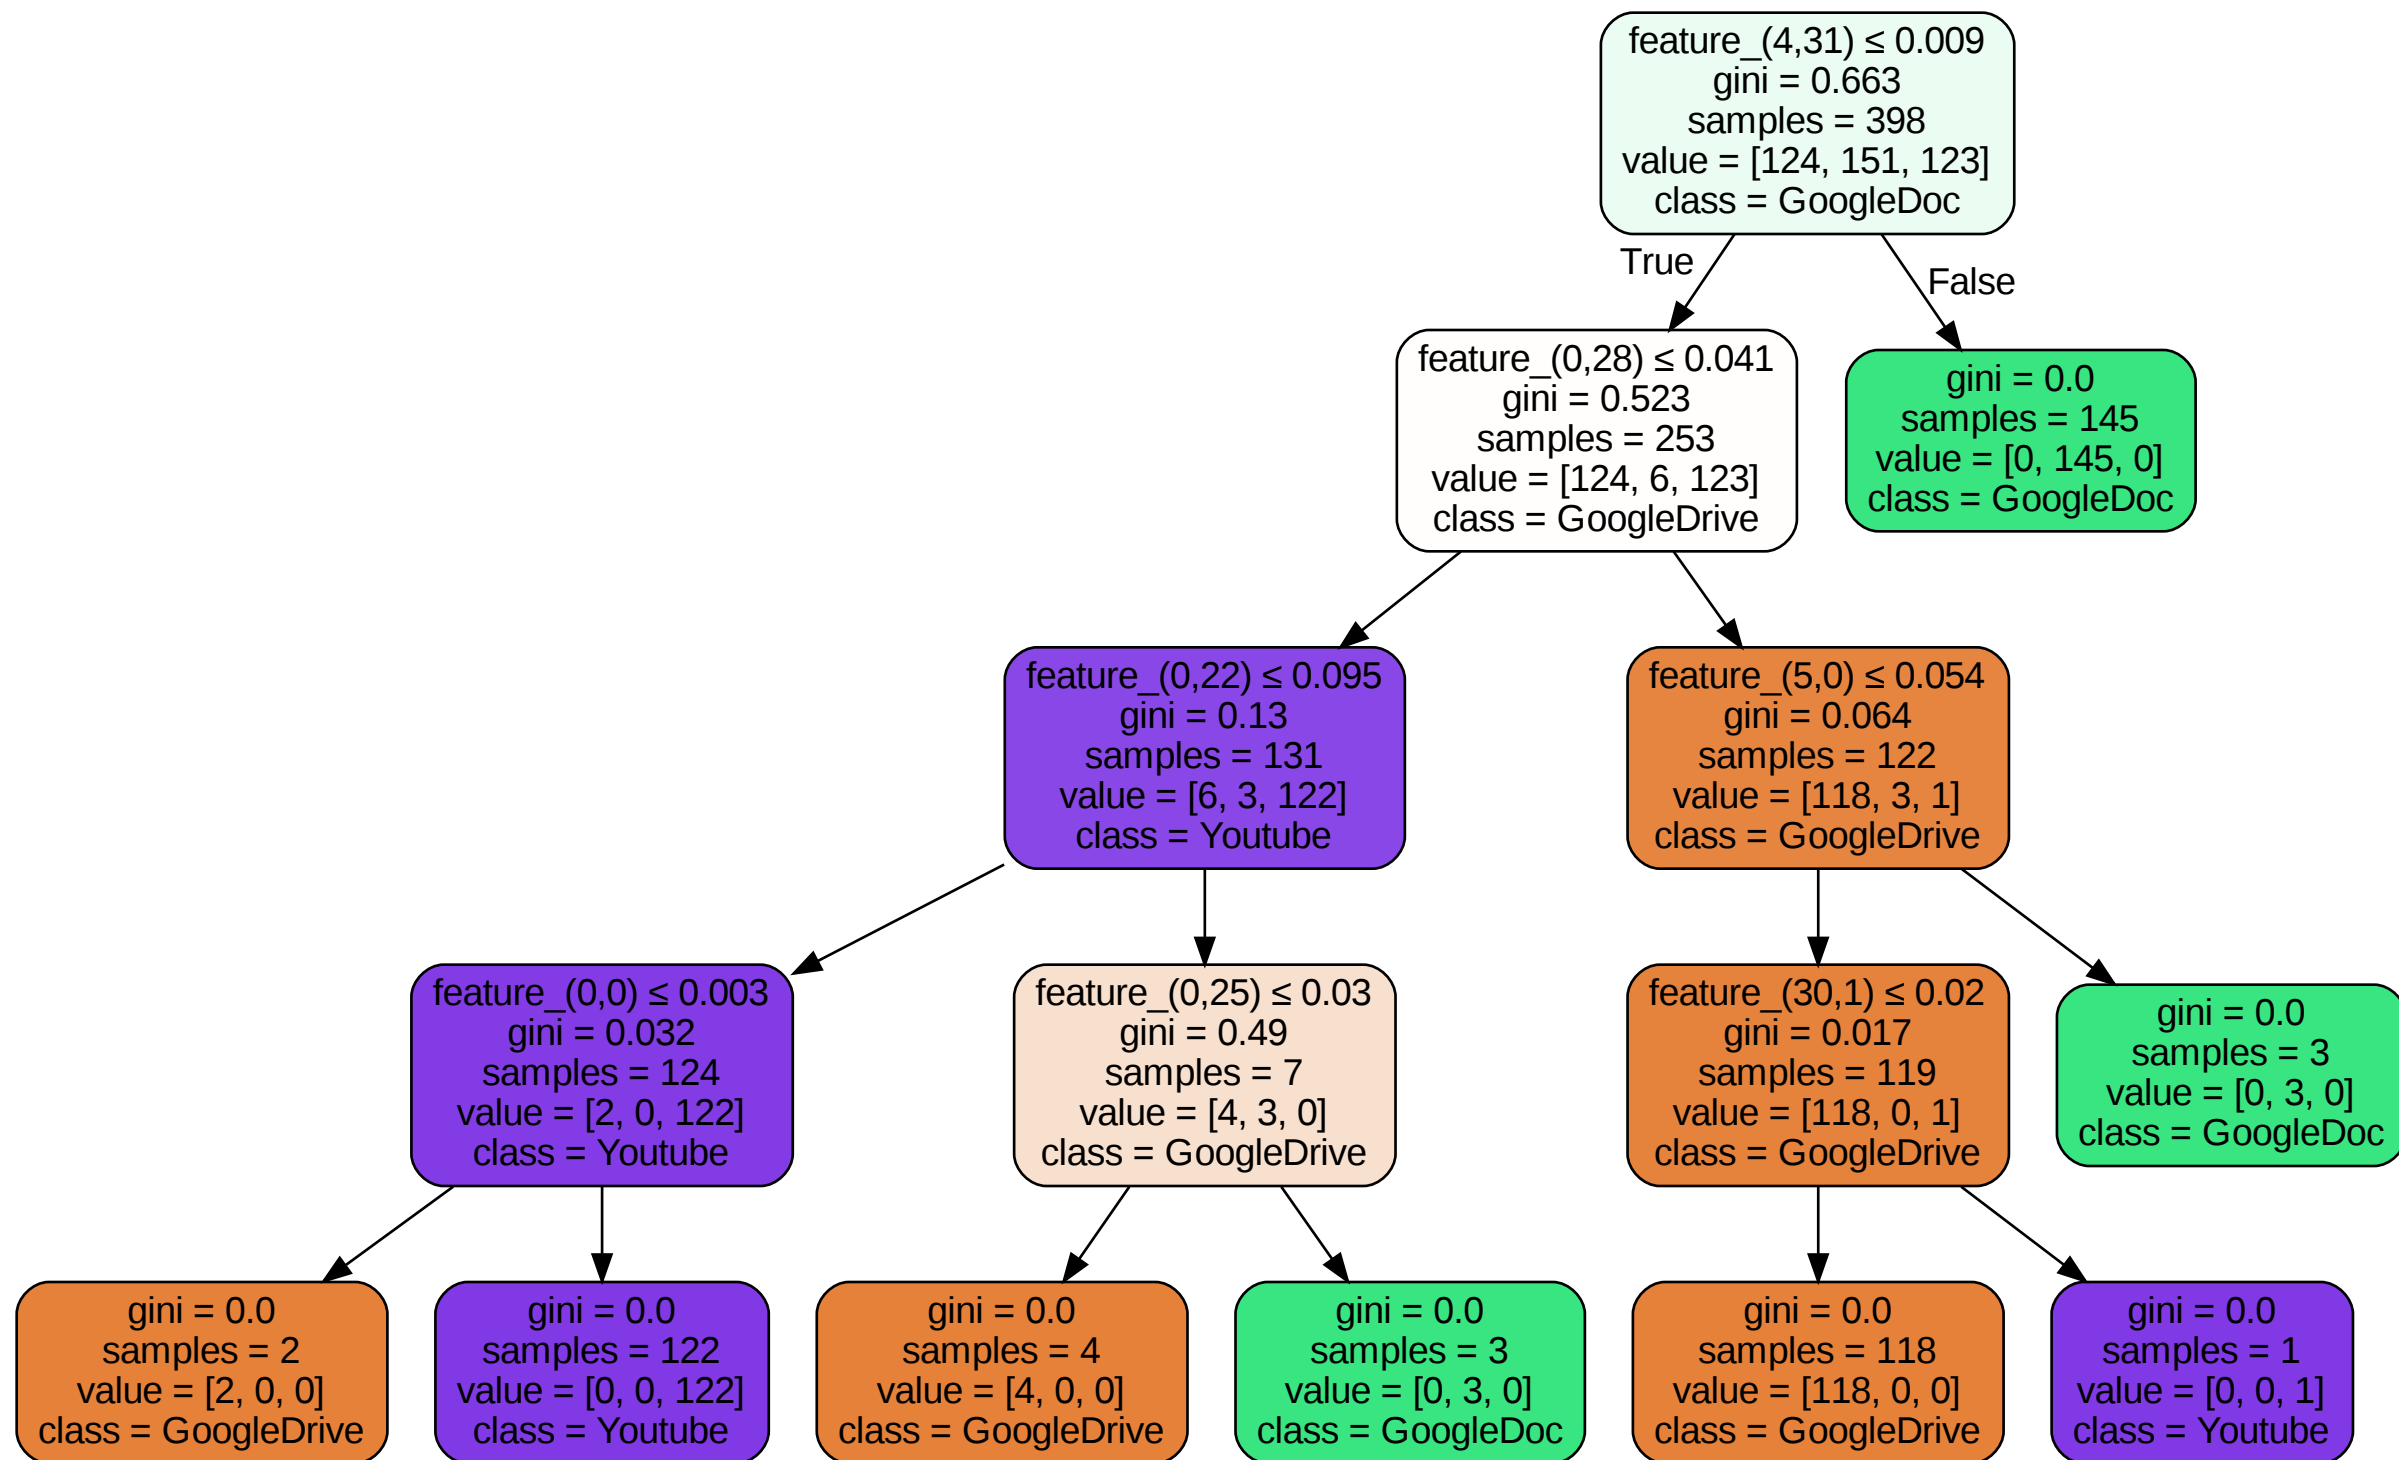 feature_(4,31) ≤ 0.009
gini = 0.663
samples = 398
value = [124, 151, 123]
class = GoogleDoc
True
False
feature_(0,28) ≤ 0.041
gini = 0.523
samples = 253
value = [124, 6, 123]
class = GoogleDrive
gini = 0.0
samples = 145
value = [0, 145, 0]
class = GoogleDoc
feature_(0,22) ≤ 0.095
gini = 0.13
samples = 131
value = [6, 3, 122]
class = Youtube
feature_(5,0) ≤ 0.054
gini = 0.064
samples = 122
value = [118, 3, 1]
class = GoogleDrive
feature_(0,0) ≤ 0.003
gini = 0.032
samples = 124
value = [2, 0, 122]
class = Youtube
feature_(0,25) ≤ 0.03
gini = 0.49
samples = 7
value = [4, 3, 0]
class = GoogleDrive
feature_(30,1) ≤ 0.02
gini = 0.017
samples = 119
value = [118, 0, 1]
class = GoogleDrive
gini = 0.0
samples = 3
value = [0, 3, 0]
class = GoogleDoc
gini = 0.0
samples = 2
value = [2, 0, 0]
class = GoogleDrive
gini = 0.0
samples = 122
value = [0, 0, 122]
class = Youtube
gini = 0.0
samples = 4
value = [4, 0, 0]
class = GoogleDrive
gini = 0.0
samples = 3
value = [0, 3, 0]
class = GoogleDoc
gini = 0.0
samples = 118
value = [118, 0, 0]
class = GoogleDrive
gini = 0.0
samples = 1
value = [0, 0, 1]
class = Youtube